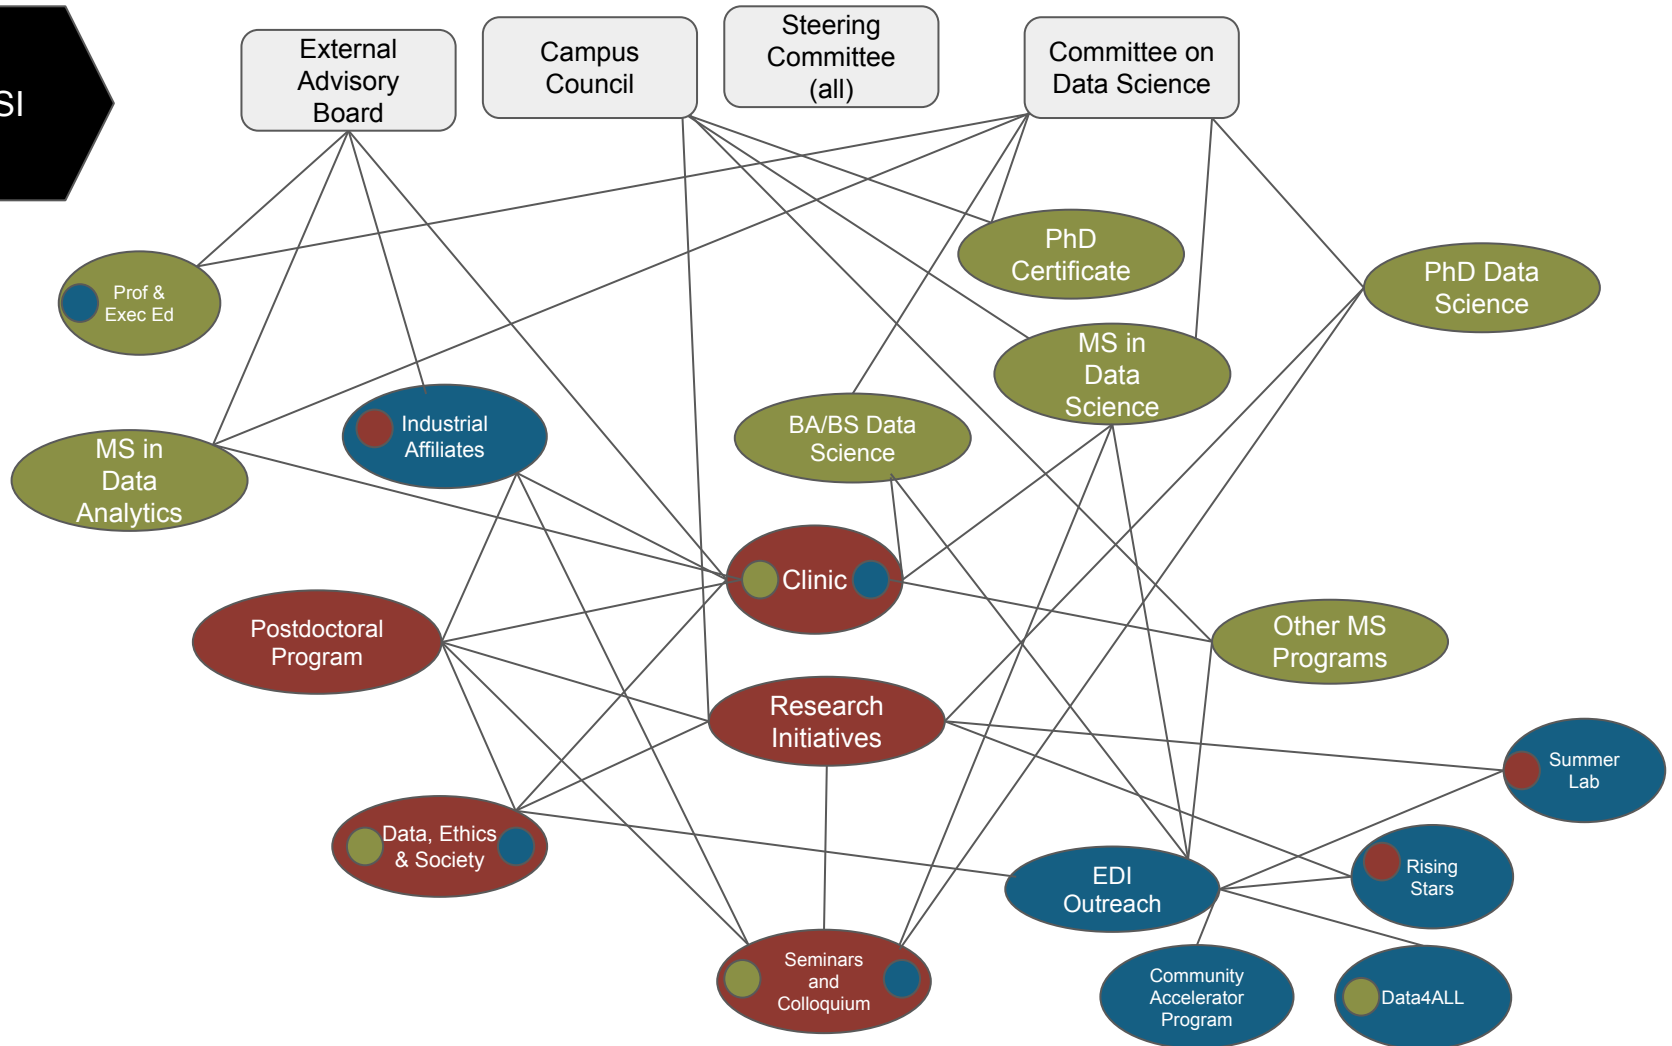 SI
External
Advisory
Board
Campus
Council
Steering
Committee
(all)
Committee on
Data Science
PhD
Certificate
PhD Data
Science
Prof &
Exec Ed
MS in
Data
Science
Industrial
Affiliates
BA/BS Data
Science
MS in
Data
Analytics
Clinic
Postdoctoral
Program
Other MS
Programs
Research
Initiatives
Summer
Lab
Data, Ethics
& Society
EDI
Outreach
Rising
Stars
Seminars
and
Colloquium
Community
Accelerator
Program
Data4ALL